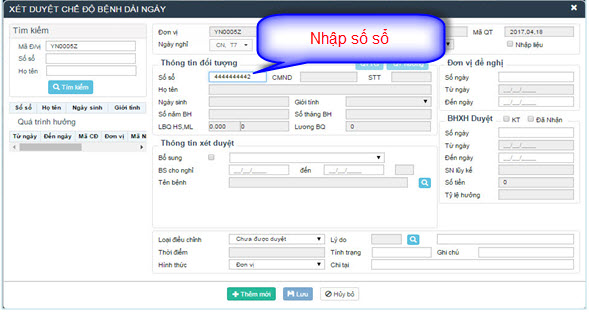 XÉT DUYỆT CHẾ ĐỘ BỆNH DÀI NGÀY
Tìm kiếm
Mã Đ/vị YN0005Z
Số sổ
Họ tên
Tìm kiếm
Số sổ Họ tên Ngày sinh Giới tính
Quá trình hưởng
Từ ngày Đến ngày Mã CĐ Đơn vị Mã N
Đơn vị YN0005Z
Mã QT 2017.04.18
Ngày nghỉ CN, T7
Nhập liệu
Nhập số sổ
Thông tin đối tượng
Số sổ 4444444442 CMND STT
Họ tên
Ngày sinh Giới tính
Số năm BH Số tháng BH
LBQ HS;ML 0.000 0 Lương BQ 0
Thông tin xét duyệt
Bổ sung
BS cho nghỉ __/__/____ đến __/__/____
Tên bệnh
Đơn vị đề nghị
Số ngày
Từ ngày __/__/____
Đến ngày __/__/____
BHXH Duyệt KT Đã Nhận
Số ngày
Từ ngày __/__/____
Đến ngày __/__/____
SN lũy kế
Số tiền 0
Tỷ lệ hưởng
Loại điều chỉnh Chưa được duyệt Lý do
Thời điểm Tình trạng Ghi chú
Hình thức Đơn vị Chi tại
Thêm mới Lưu Hủy bỏ